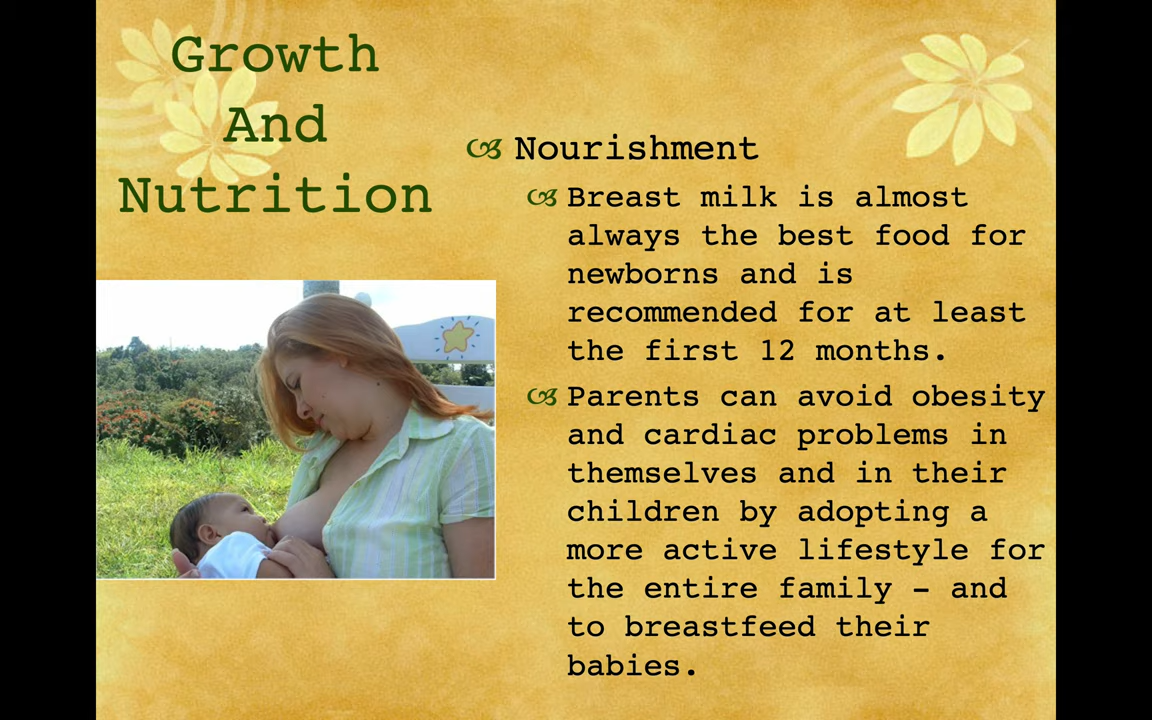 Growth
And
Nutrition
Nourishment
Breast milk is almost
always the best food for
newborns and is
recommended for at least
the first 12 months.
Parents can avoid obesity
and cardiac problems in
themselves and in their
children by adopting a
more active lifestyle for
the entire family – and
to breastfeed their
babies.